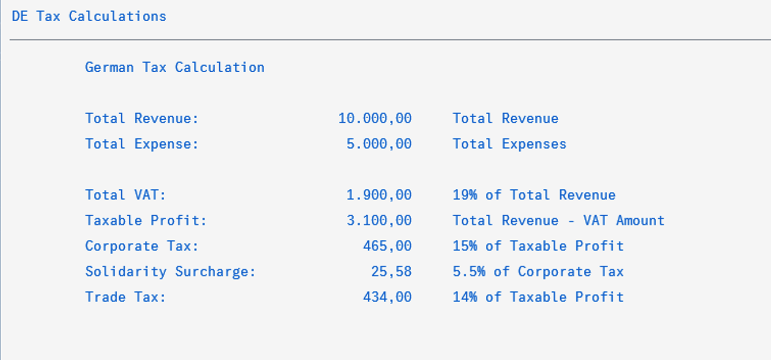 DE Tax Calculations
German Tax Calculation
Total Revenue: 10.000,00 Total Revenue
Total Expense: 5.000,00 Total Expenses
Total VAT: 1.900,00 19% of Total Revenue
Taxable Profit: 3.100,00 Total Revenue - VAT Amount
Corporate Tax: 465,00 15% of Taxable Profit
Solidarity Surcharge: 25,58 5.5% of Corporate Tax
Trade Tax: 434,00 14% of Taxable Profit